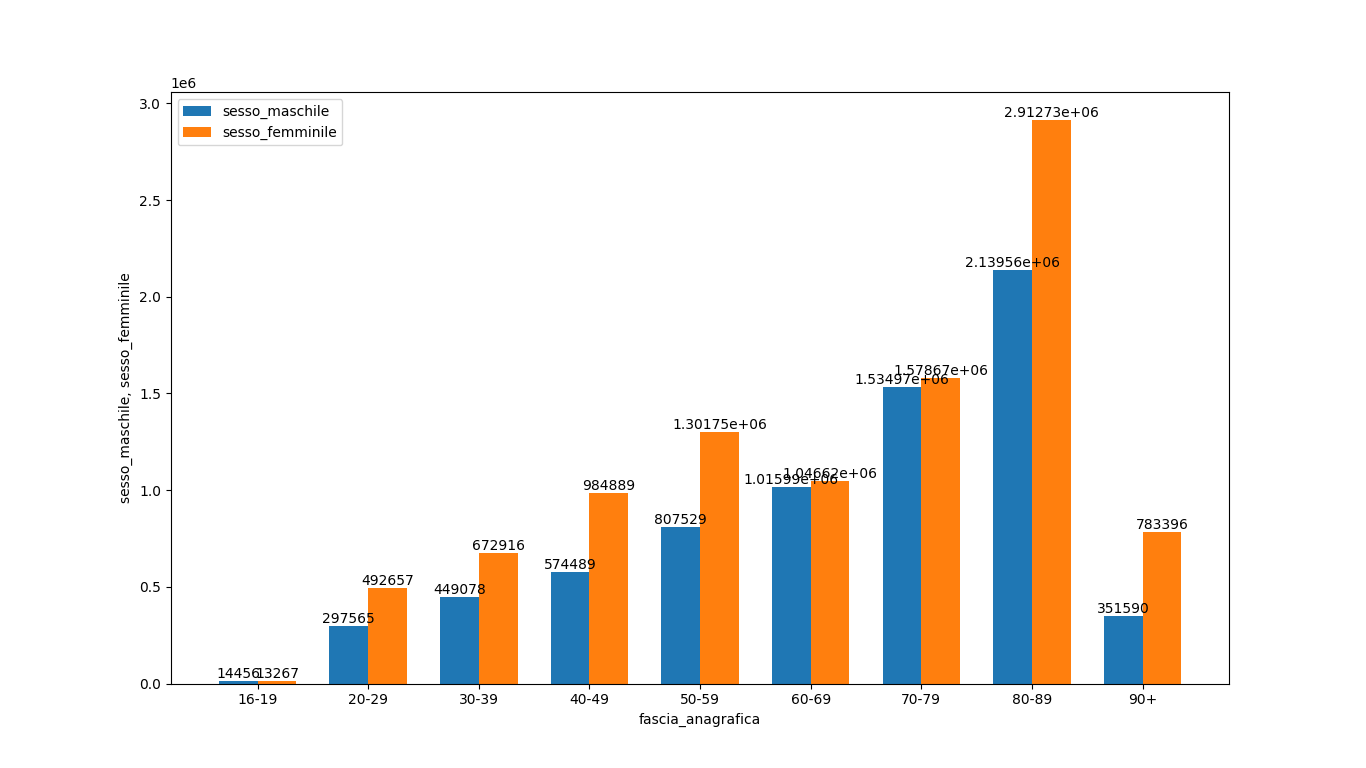 1e6
sesso_maschile
sesso_femminile
3.0
2.5
2.0
1.5
1.0
0.5
0.0
sesso_maschile, sesso_femminile
14456
13267
297565
492657
449078
672916
574489
984889
807529
1.30175e+06
1.01599e+06
1.04662e+06
1.53497e+06
1.57867e+06
2.13956e+06
2.91273e+06
351590
783396
16-19 20-29 30-39 40-49 50-59 60-69 70-79 80-89 90+
fascia_anagrafica